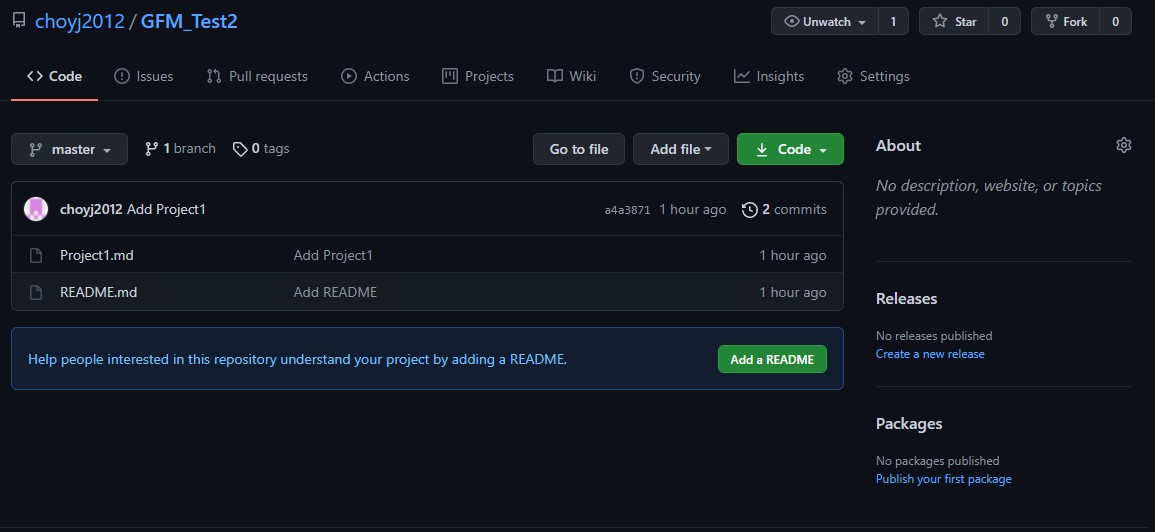 choyj2012 / GFM_Test2
Unwatch 1
Star 0
Fork 0
Code Issues Pull requests Actions Projects Wiki Security Insights Settings
master 1 branch 0 tags Go to file Add file Code
choyj2012 Add Project1 a4a3871 1 hour ago 2 commits
Project1.md Add Project1 1 hour ago
README.md Add README 1 hour ago
Help people interested in this repository understand your project by adding a README. Add a README
About
No description, website, or topics
provided.
Releases
No releases published
Create a new release
Packages
No packages published
Publish your first package